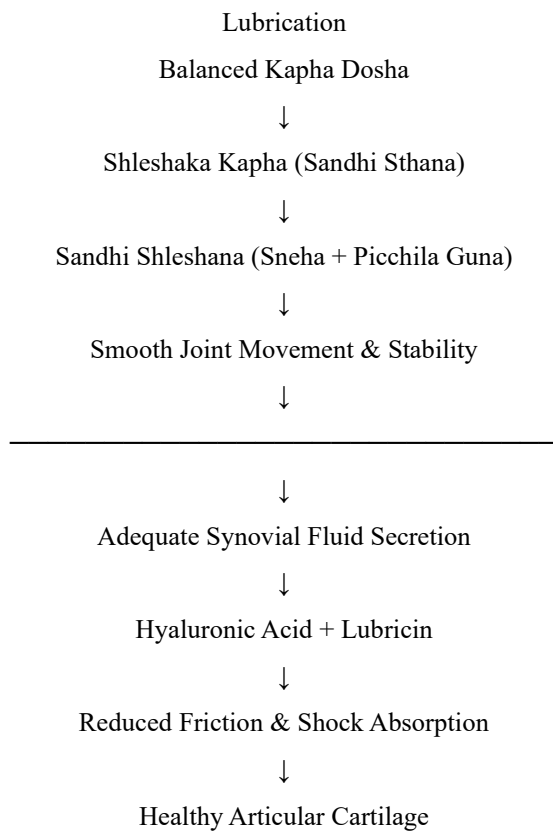 Lubrication
Balanced Kapha Dosha
↓
Shleshaka Kapha (Sandhi Sthana)
↓
Sandhi Shleshana (Sneha + Picchila Guna)
↓
Smooth Joint Movement & Stability
↓
↓
Adequate Synovial Fluid Secretion
↓
Hyaluronic Acid + Lubricin
↓
Reduced Friction & Shock Absorption
↓
Healthy Articular Cartilage